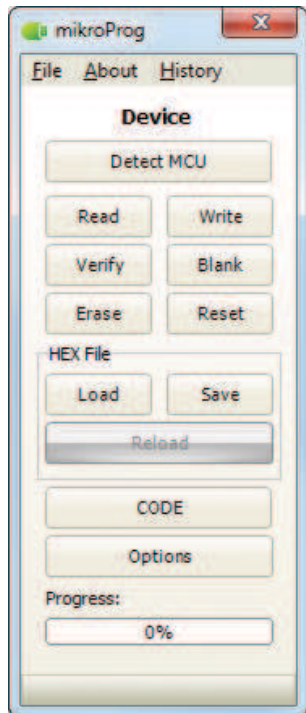 mikroProg
File About History
Device
Detect MCU
Read Write
Verify Blank
Erase Reset
HEX File
Load Save
Reload
CODE
Options
Progress:
0%